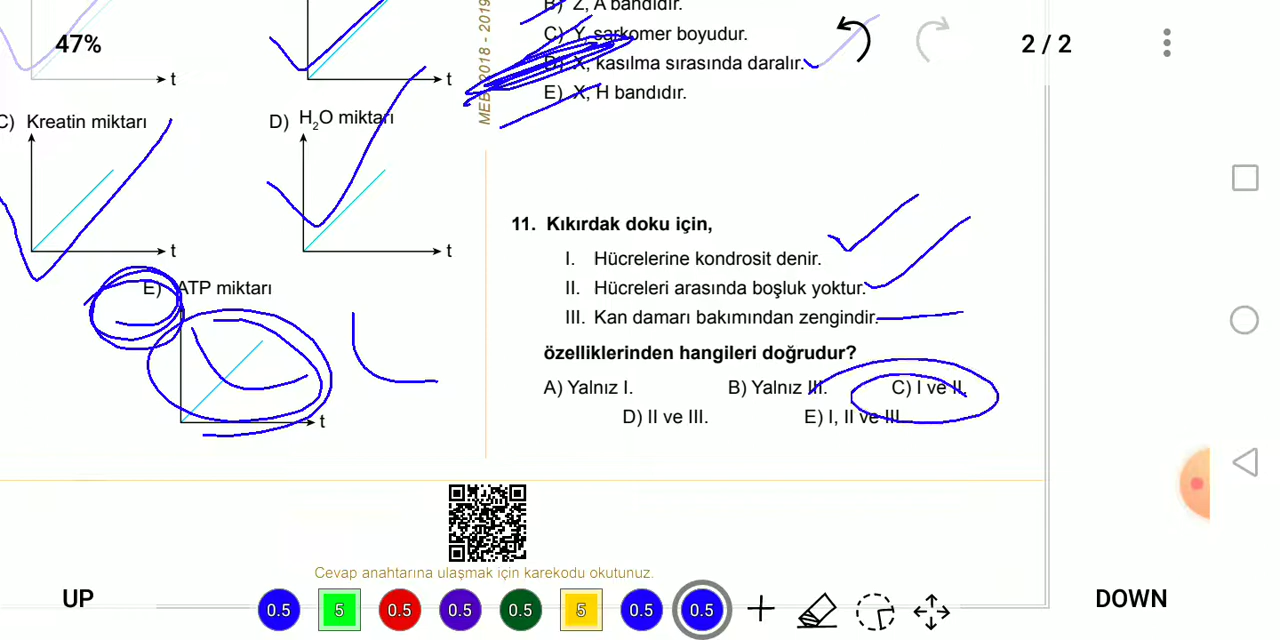 47%
2 / 2
t
t
C) Kreatin miktarı
t
D) H₂O miktarı
t
E) ATP miktarı
t
MEB 2018 - 2019
B) Z, A bandıdır.
C) Y, sarkomer boyudur.
D) X, kasılma sırasında daralır.
E) X, H bandıdır.
11. Kıkırdak doku için,
I. Hücrelerine kondrosit denir.
II. Hücreleri arasında boşluk yoktur.
III. Kan damarı bakımından zengindir.
özelliklerinden hangileri doğrudur?
A) Yalnız I. B) Yalnız III. C) I ve II.
D) II ve III. E) I, II ve III.
Cevap anahtarına ulaşmak için karekodu okutunuz.
UP
0.5 5 0.5 0.5 0.5 5 0.5 0.5
DOWN